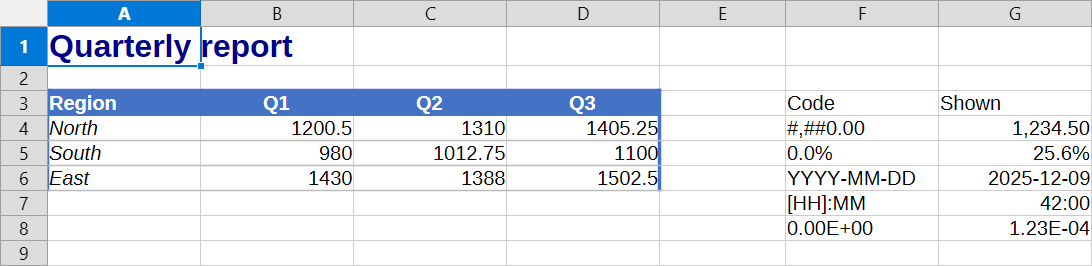 A B C D E F G
1 Quarterly report
2
3 Region Q1 Q2 Q3 Code Shown
4 North 1200.5 1310 1405.25 #,##0.00 1,234.50
5 South 980 1012.75 1100 0.0% 25.6%
6 East 1430 1388 1502.5 YYYY-MM-DD 2025-12-09
7 [HH]:MM 42:00
8 0.00E+00 1.23E-04
9